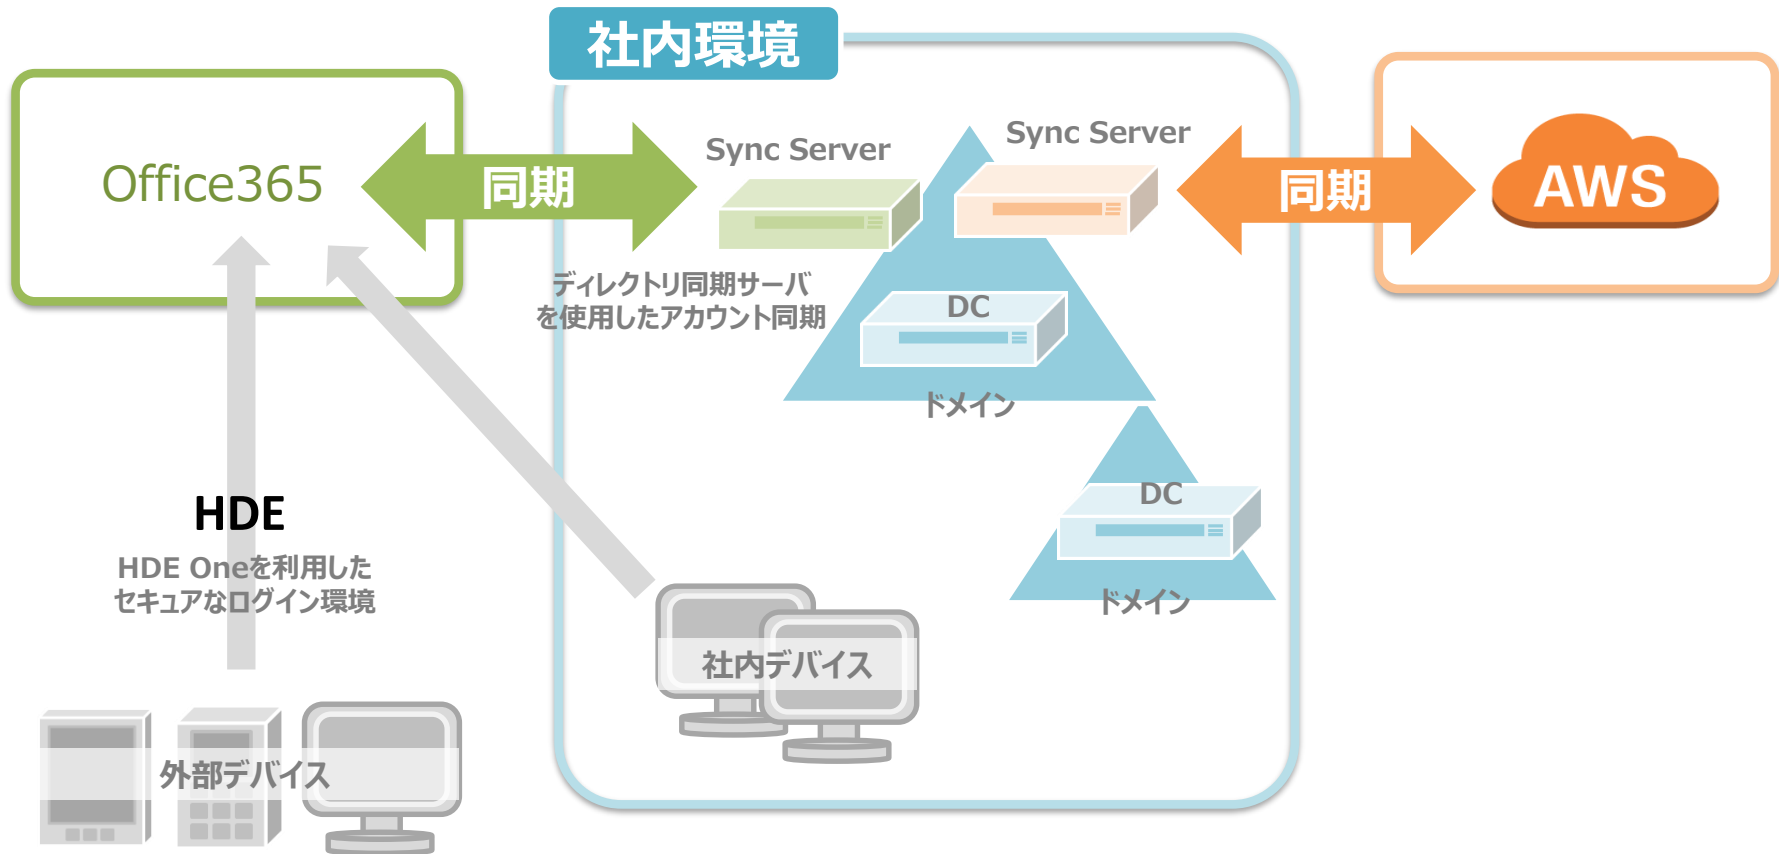 社内環境
Office365
同期
Sync Server
Sync Server
同期
AWS
ディレクトリ同期サーバ
を使用したアカウント同期
DC
ドメイン
DC
ドメイン
HDE
HDE Oneを利用した
セキュアなログイン環境
社内デバイス
外部デバイス